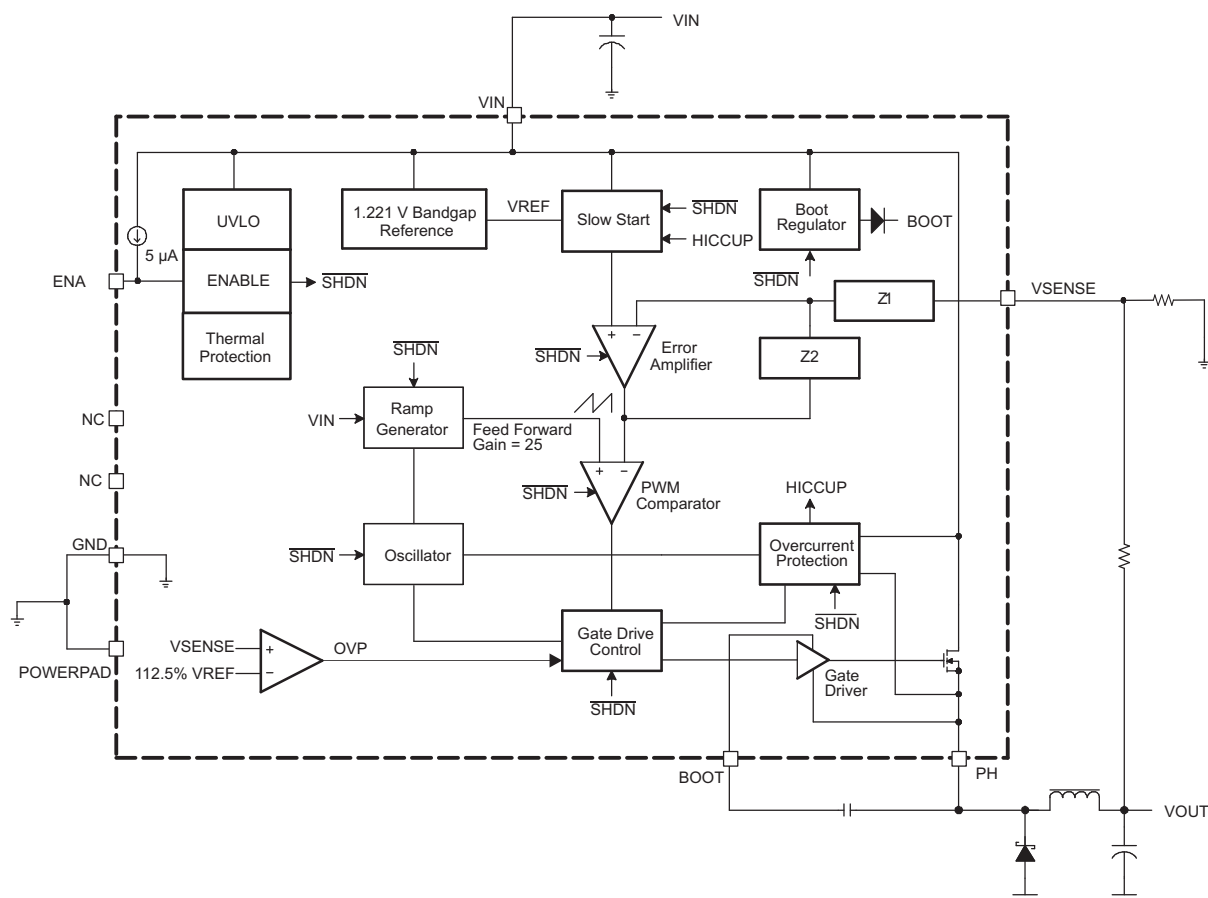 VIN
VIN
UVLO
1.221 V Bandgap
Reference
VREF
Slow Start
SHDN
HICCUP
Boot
Regulator
BOOT
5 µA
ENA
ENABLE
SHDN
SHDN
Z1
VSENSE
Thermal
Protection
SHDN
SHDN
+
−
Error
Amplifier
Z2
VIN
Ramp
Generator
Feed Forward
Gain = 25
NC
NC
+
−
SHDN
PWM
Comparator
HICCUP
GND
SHDN
Oscillator
Overcurrent
Protection
SHDN
VSENSE
+
OVP
Gate Drive
Control
POWERPAD
112.5% VREF
−
Gate
Driver
SHDN
BOOT
PH
VOUT